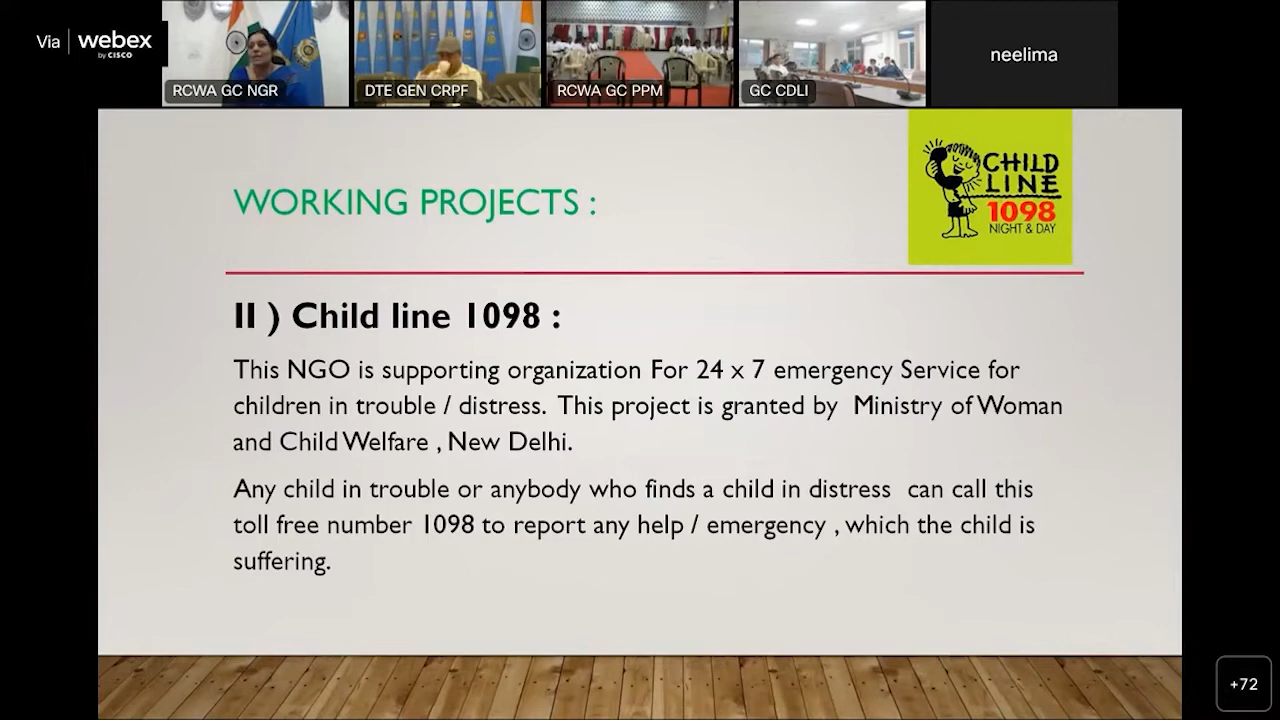 Via webex
by CISCO
RCWA GC NGR
DTE GEN CRPF
RCWA GC PPM
GC CDLI
neelima
WORKING PROJECTS :
CHILD
LINE
1098
NIGHT & DAY
II ) Child line 1098 :
This NGO is supporting organization For 24 x 7 emergency Service for
children in trouble / distress. This project is granted by Ministry of Woman
and Child Welfare , New Delhi.
Any child in trouble or anybody who finds a child in distress can call this
toll free number 1098 to report any help / emergency , which the child is
suffering.
+72